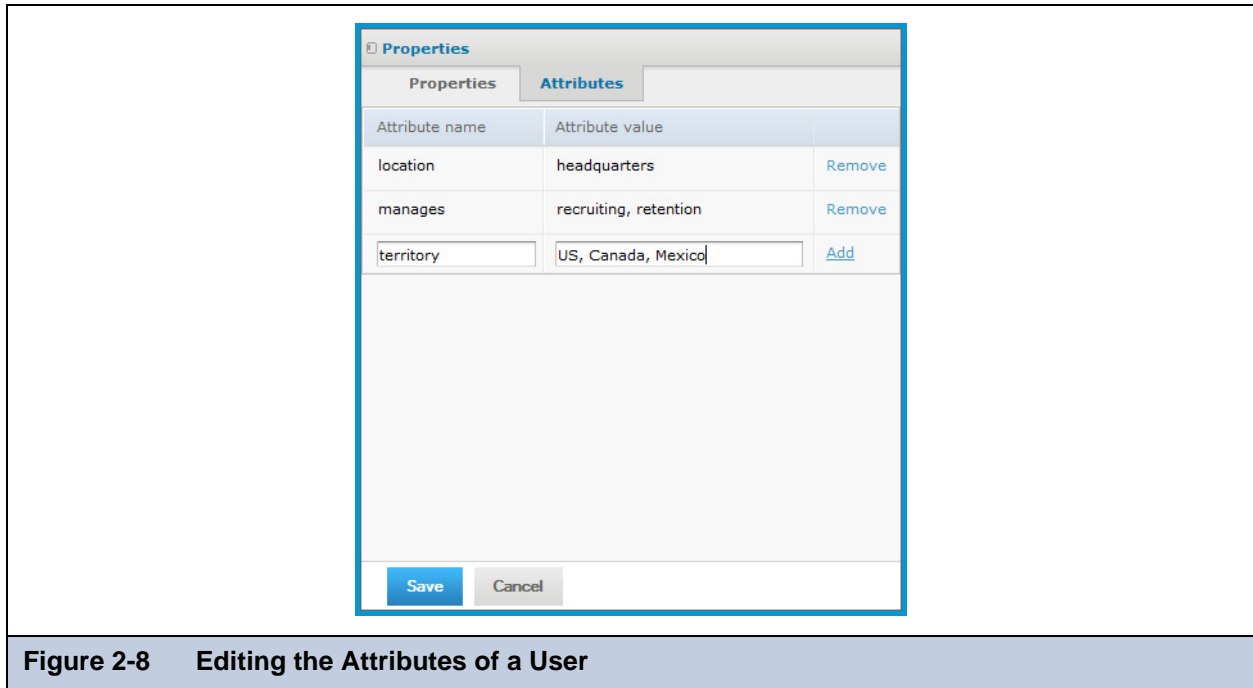 Properties
Properties Attributes
Attribute name Attribute value
location headquarters Remove
manages recruiting, retention Remove
territory US, Canada, Mexico Add
Save Cancel
Figure 2-8 Editing the Attributes of a User